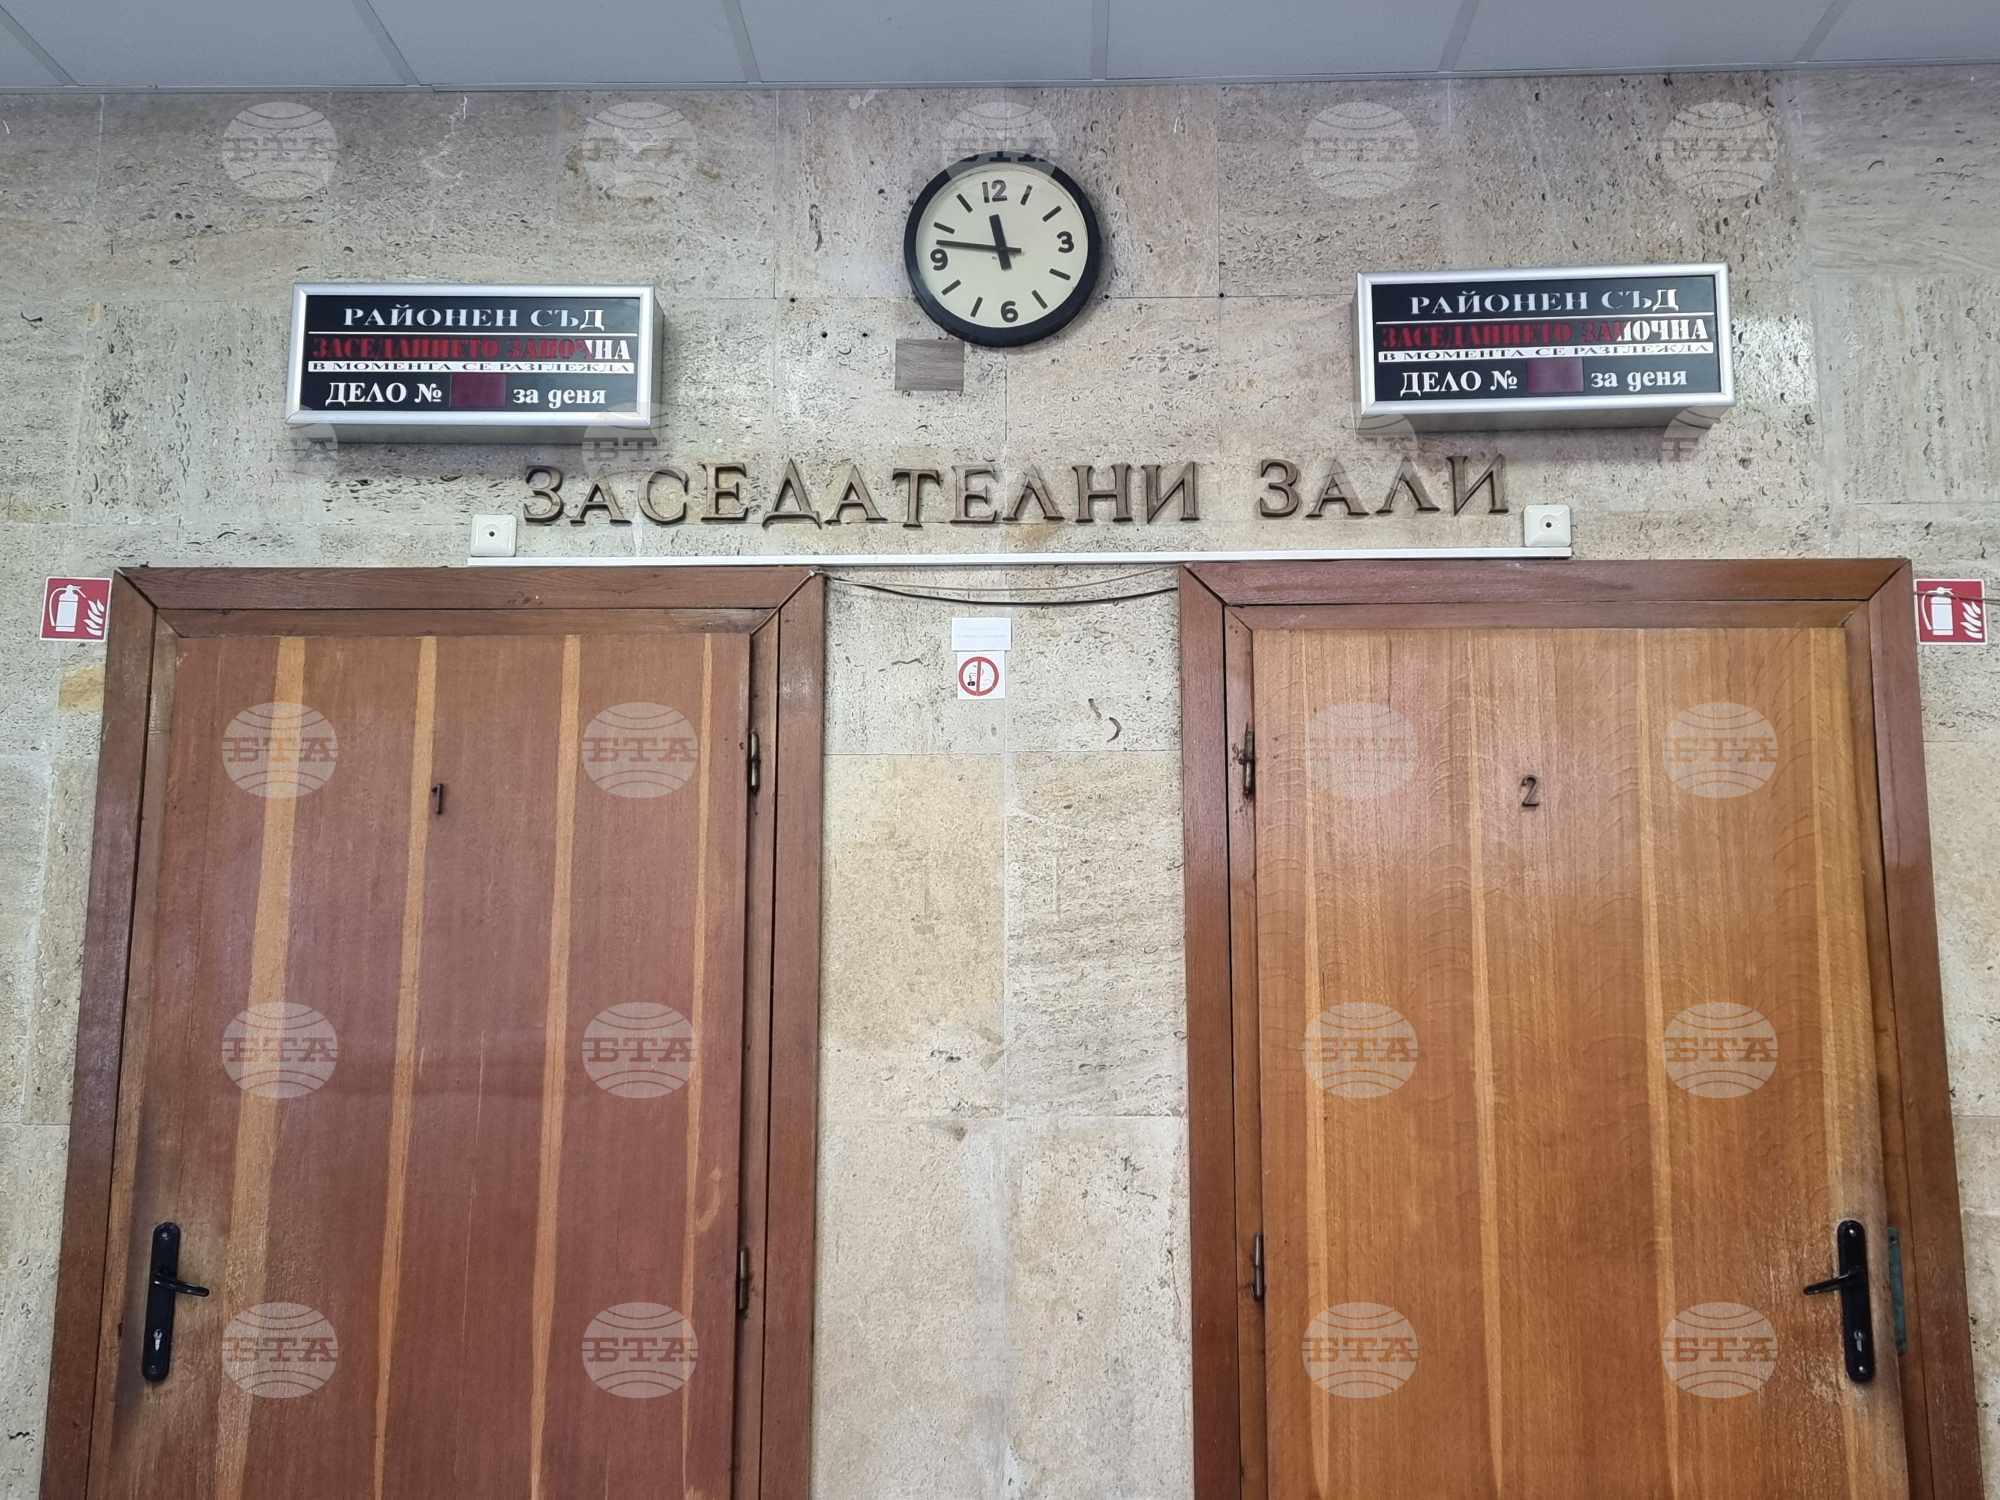 12
3
9
6
РАЙОНЕН СЪД
ЗАСЕДАНИЕТО ЗАПОЧНА
В МОМЕНТА СЕ РАЗГЛЕЖДА
ДЕЛО № за деня
РАЙОНЕН СЪД
ЗАСЕДАНИЕТО ЗАПОЧНА
В МОМЕНТА СЕ РАЗГЛЕЖДА
ДЕЛО № за деня
ЗАСЕДАТЕЛНИ ЗАЛИ
1
2
БТА